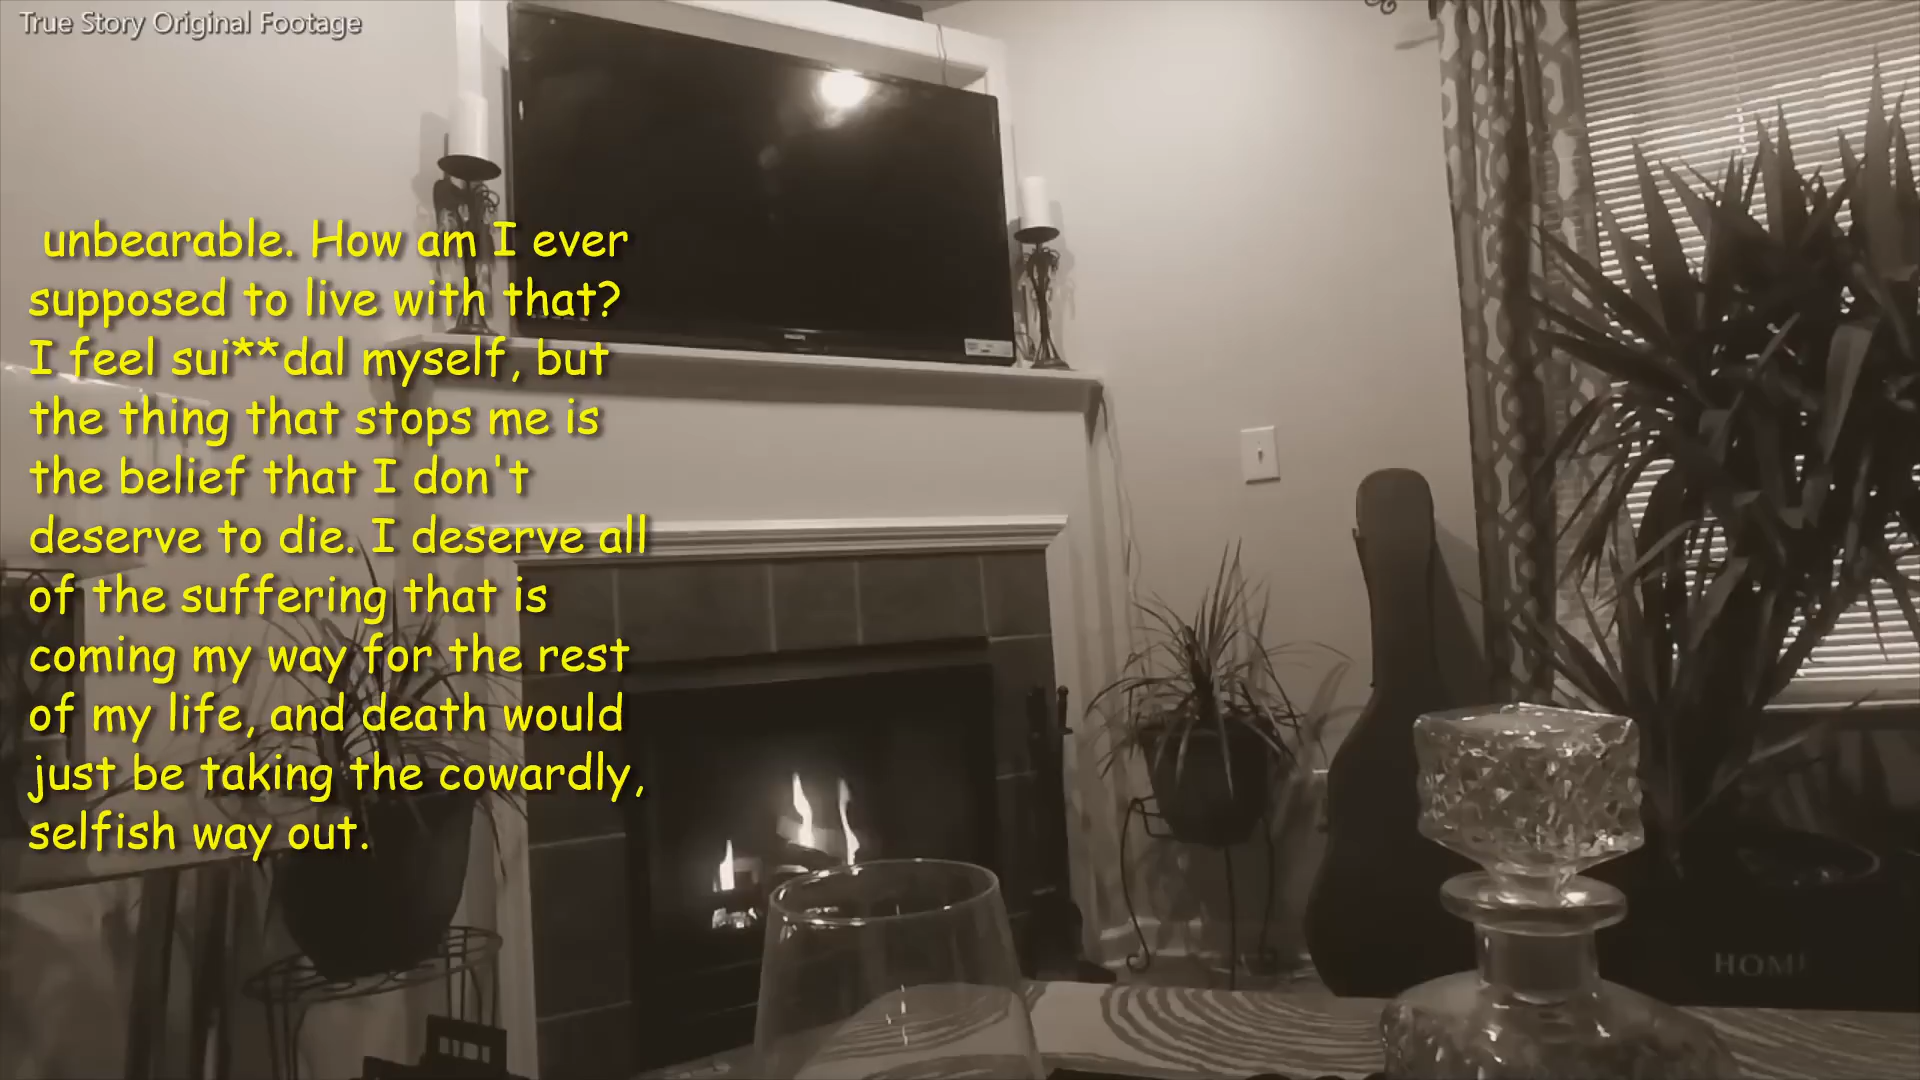 True Story Original Footage
unbearable. How am I ever
supposed to live with that?
I feel sui**dal myself, but
the thing that stops me is
the belief that I don't
deserve to die. I deserve all
of the suffering that is
coming my way for the rest
of my life, and death would
just be taking the cowardly,
selfish way out.
PHILIPS
HOME